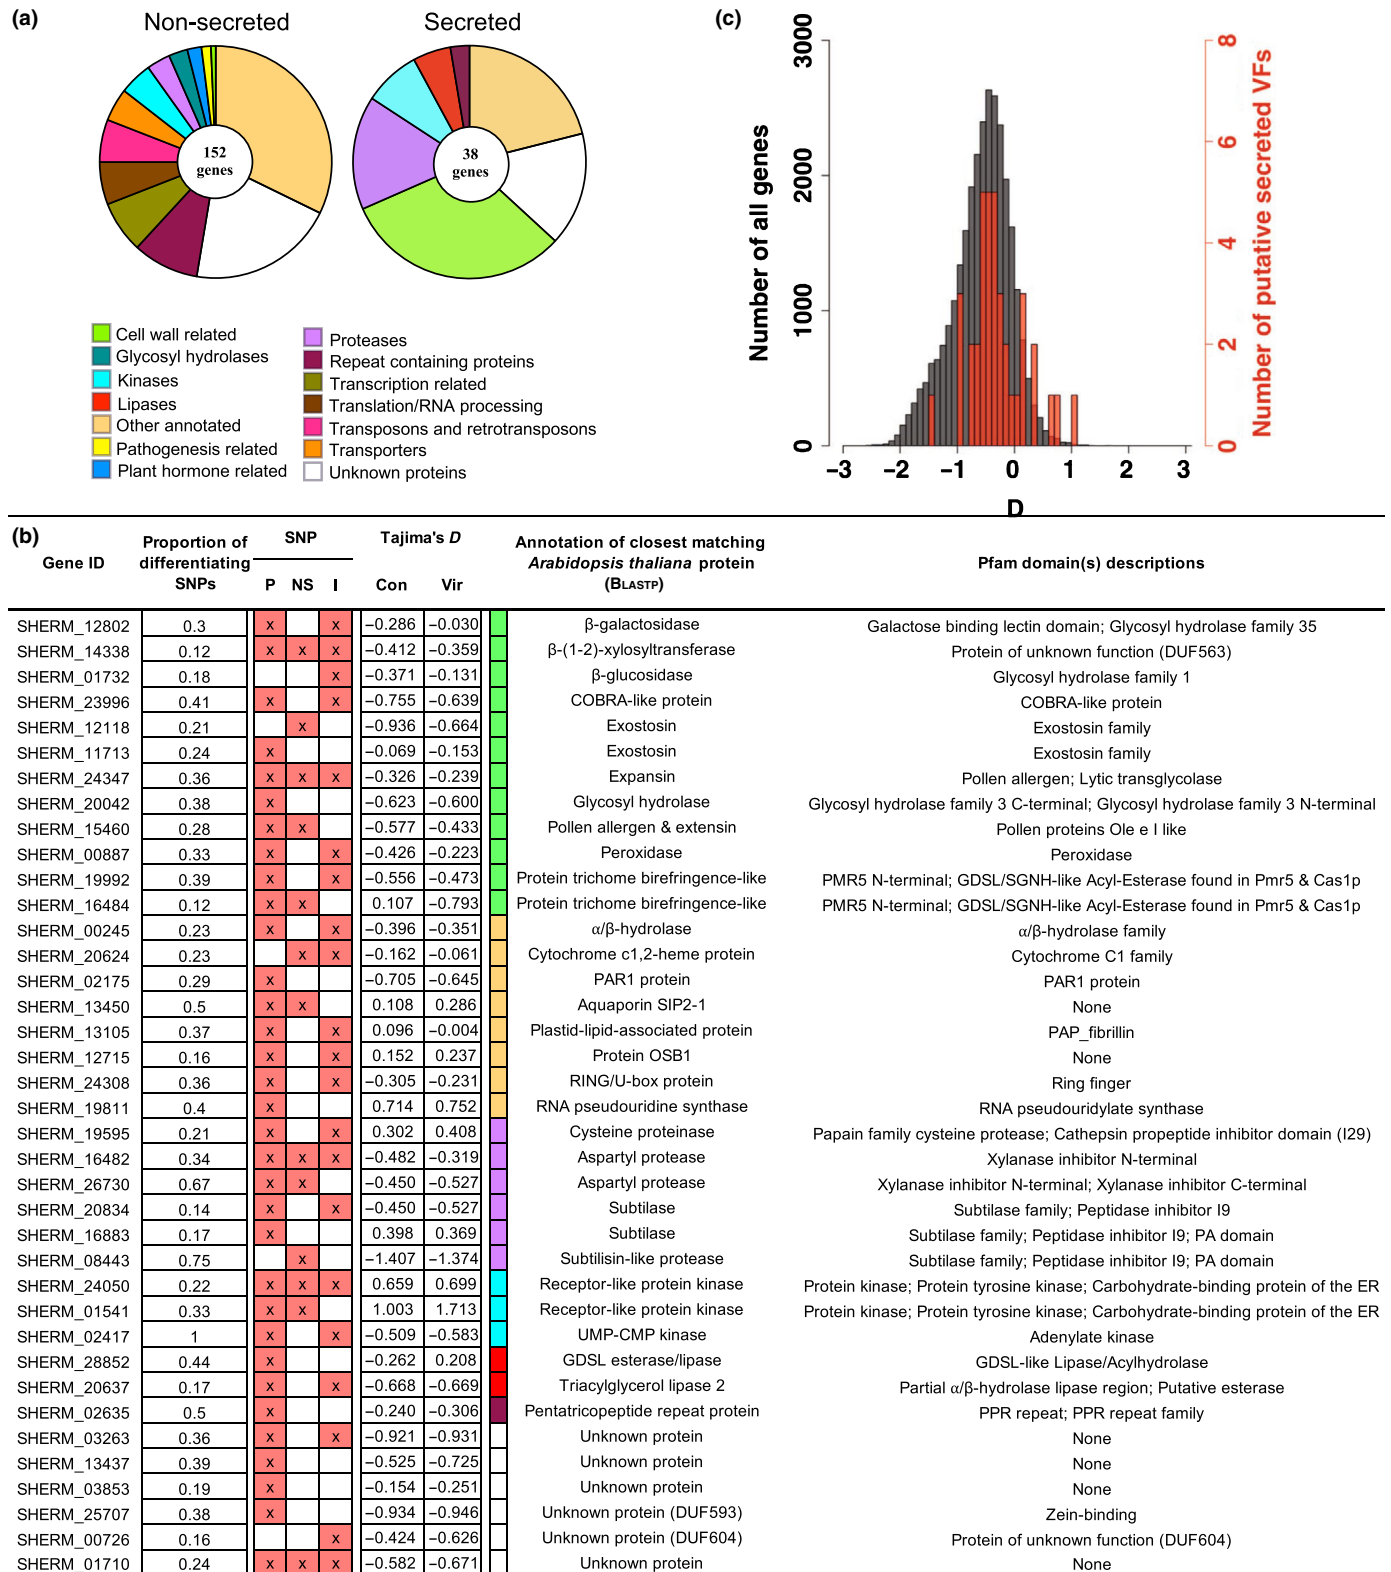 (a)
Non-secreted
Secreted
152
genes
38
genes
Cell wall related
Glycosyl hydrolases
Kinases
Lipases
Other annotated
Pathogenesis related
Plant hormone related
Proteases
Repeat containing proteins
Transcription related
Translation/RNA processing
Transposons and retrotransposons
Transporters
Unknown proteins
(c)
Number of all genes
3000
2000
1000
0
Number of putative secreted VFs
8
6
4
2
0
−3 −2 −1 0 1 2 3
D
(b)
Gene ID
Proportion of
differentiating
SNPs
SNP
P NS I
Tajima's D
Con Vir
Annotation of closest matching
Arabidopsis thaliana protein
(BLASTP)
Pfam domain(s) descriptions
SHERM_12802 0.3 x x −0.286 −0.030 β-galactosidase Galactose binding lectin domain; Glycosyl hydrolase family 35
SHERM_14338 0.12 x x x −0.412 −0.359 β-(1-2)-xylosyltransferase Protein of unknown function (DUF563)
SHERM_01732 0.18 x −0.371 −0.131 β-glucosidase Glycosyl hydrolase family 1
SHERM_23996 0.41 x x −0.755 −0.639 COBRA-like protein COBRA-like protein
SHERM_12118 0.21 x −0.936 −0.664 Exostosin Exostosin family
SHERM_11713 0.24 x −0.069 −0.153 Exostosin Exostosin family
SHERM_24347 0.36 x x x −0.326 −0.239 Expansin Pollen allergen; Lytic transglycolase
SHERM_20042 0.38 x −0.623 −0.600 Glycosyl hydrolase Glycosyl hydrolase family 3 C-terminal; Glycosyl hydrolase family 3 N-terminal
SHERM_15460 0.28 x x −0.577 −0.433 Pollen allergen & extensin Pollen proteins Ole e I like
SHERM_00887 0.33 x x −0.426 −0.223 Peroxidase Peroxidase
SHERM_19992 0.39 x x −0.556 −0.473 Protein trichome birefringence-like PMR5 N-terminal; GDSL/SGNH-like Acyl-Esterase found in Pmr5 & Cas1p
SHERM_16484 0.12 x x 0.107 −0.793 Protein trichome birefringence-like PMR5 N-terminal; GDSL/SGNH-like Acyl-Esterase found in Pmr5 & Cas1p
SHERM_00245 0.23 x x −0.396 −0.351 α/β-hydrolase α/β-hydrolase family
SHERM_20624 0.23 x x −0.162 −0.061 Cytochrome c1,2-heme protein Cytochrome C1 family
SHERM_02175 0.29 x −0.705 −0.645 PAR1 protein PAR1 protein
SHERM_13450 0.5 x x 0.108 0.286 Aquaporin SIP2-1 None
SHERM_13105 0.37 x x 0.096 −0.004 Plastid-lipid-associated protein PAP_fibrillin
SHERM_12715 0.16 x x 0.152 0.237 Protein OSB1 None
SHERM_24308 0.36 x x −0.305 −0.231 RING/U-box protein Ring finger
SHERM_19811 0.4 x 0.714 0.752 RNA pseudouridine synthase RNA pseudouridylate synthase
SHERM_19595 0.21 x x 0.302 0.408 Cysteine proteinase Papain family cysteine protease; Cathepsin propeptide inhibitor domain (I29)
SHERM_16482 0.34 x x x −0.482 −0.319 Aspartyl protease Xylanase inhibitor N-terminal
SHERM_26730 0.67 x x −0.450 −0.527 Aspartyl protease Xylanase inhibitor N-terminal; Xylanase inhibitor C-terminal
SHERM_20834 0.14 x x −0.450 −0.527 Subtilase Subtilase family; Peptidase inhibitor I9
SHERM_16883 0.17 x 0.398 0.369 Subtilase Subtilase family; Peptidase inhibitor I9; PA domain
SHERM_08443 0.75 x −1.407 −1.374 Subtilisin-like protease Subtilase family; Peptidase inhibitor I9; PA domain
SHERM_24050 0.22 x x x 0.659 0.699 Receptor-like protein kinase Protein kinase; Protein tyrosine kinase; Carbohydrate-binding protein of the ER
SHERM_01541 0.33 x x 1.003 1.713 Receptor-like protein kinase Protein kinase; Protein tyrosine kinase; Carbohydrate-binding protein of the ER
SHERM_02417 1 x x −0.509 −0.583 UMP-CMP kinase Adenylate kinase
SHERM_28852 0.44 x −0.262 0.208 GDSL esterase/lipase GDSL-like Lipase/Acylhydrolase
SHERM_20637 0.17 x x −0.668 −0.669 Triacylglycerol lipase 2 Partial α/β-hydrolase lipase region; Putative esterase
SHERM_02635 0.5 x −0.240 −0.306 Pentatricopeptide repeat protein PPR repeat; PPR repeat family
SHERM_03263 0.36 x x −0.921 −0.931 Unknown protein None
SHERM_13437 0.39 x −0.525 −0.725 Unknown protein None
SHERM_03853 0.19 x −0.154 −0.251 Unknown protein None
SHERM_25707 0.38 x −0.934 −0.946 Unknown protein (DUF593) Zein-binding
SHERM_00726 0.16 x −0.424 −0.626 Unknown protein (DUF604) Protein of unknown function (DUF604)
SHERM_01710 0.24 x x x −0.582 −0.671 Unknown protein None